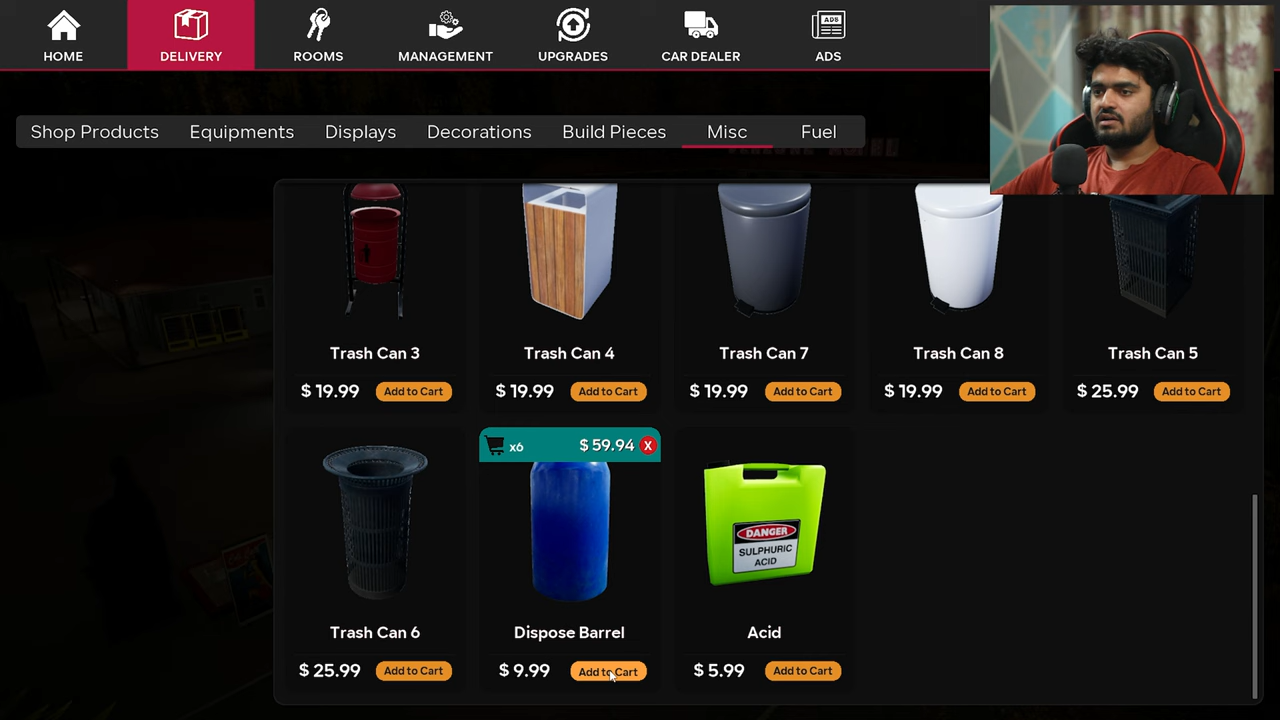 HOME
DELIVERY
ROOMS
MANAGEMENT
UPGRADES
CAR DEALER
ADS
ADS
Shop Products
Equipments
Displays
Decorations
Build Pieces
Misc
Fuel
Trash Can 3
Trash Can 4
Trash Can 7
Trash Can 8
Trash Can 5
$ 19.99
Add to Cart
$ 19.99
Add to Cart
$ 19.99
Add to Cart
$ 19.99
Add to Cart
$ 25.99
Add to Cart
x6
$ 59.94
X
DANGER
SULPHURIC
ACID
Trash Can 6
Dispose Barrel
Acid
$ 25.99
Add to Cart
$ 9.99
Add to Cart
$ 5.99
Add to Cart